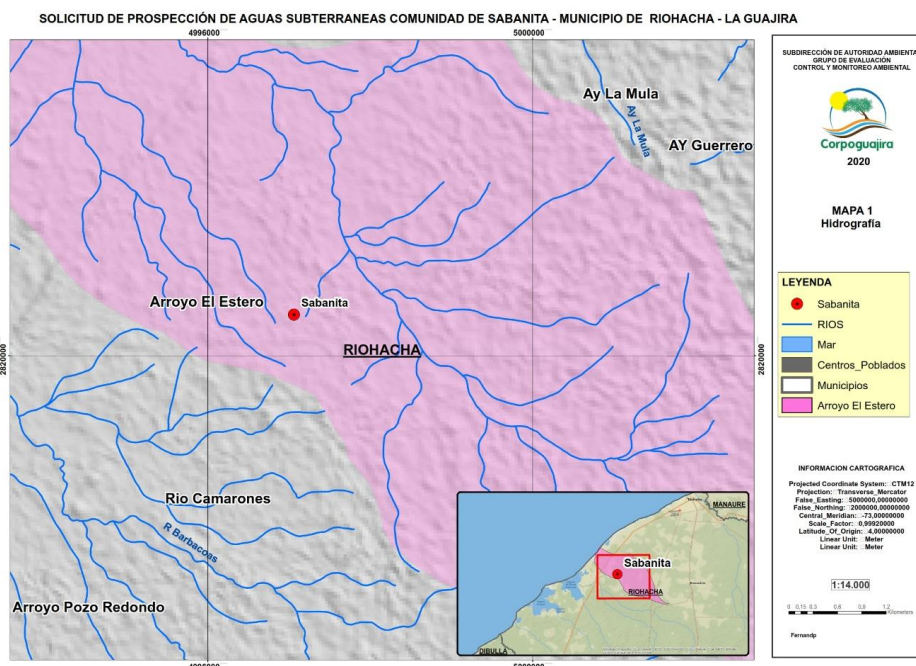 SOLICITUD DE PROSPECCIÓN DE AGUAS SUBTERRANEAS COMUNIDAD DE SABANITA - MUNICIPIO DE RIOHACHA - LA GUAJIRA
4996000
5000000
Ay La Mula
Ay La Mula
AY Guerrero
Arroyo El Estero
Sabanita
RIOHACHA
2820000
2820000
Rio Camarones
R Barbacoas
Arroyo Pozo Redondo
4996000
5000000
MANAURE
Sabanita
RIOHACHA
DIBULLA
SUBDIRECCIÓN DE AUTORIDAD AMBIENTAL
GRUPO DE EVALUACIÓN
CONTROL Y MONITOREO AMBIENTAL
Corpoguajira
2020
MAPA 1
Hidrografía
LEYENDA
Sabanita
RIOS
Mar
Centros_Poblados
Municipios
Arroyo El Estero
INFORMACION CARTOGRAFICA
Projected Coordinate System: CTM12
Projection: Transverse_Mercator
False_Easting: 5000000,00000000
False_Northing: 2000000,00000000
Central_Meridian: -73,00000000
Scale_Factor: 0,99920000
Latitude_Of_Origin: 4,00000000
Linear Unit: Meter
Linear Unit: Meter
1:14.000
0 0,15 0,3 0,6 0,9 1,2
Kilometers
Fernandp